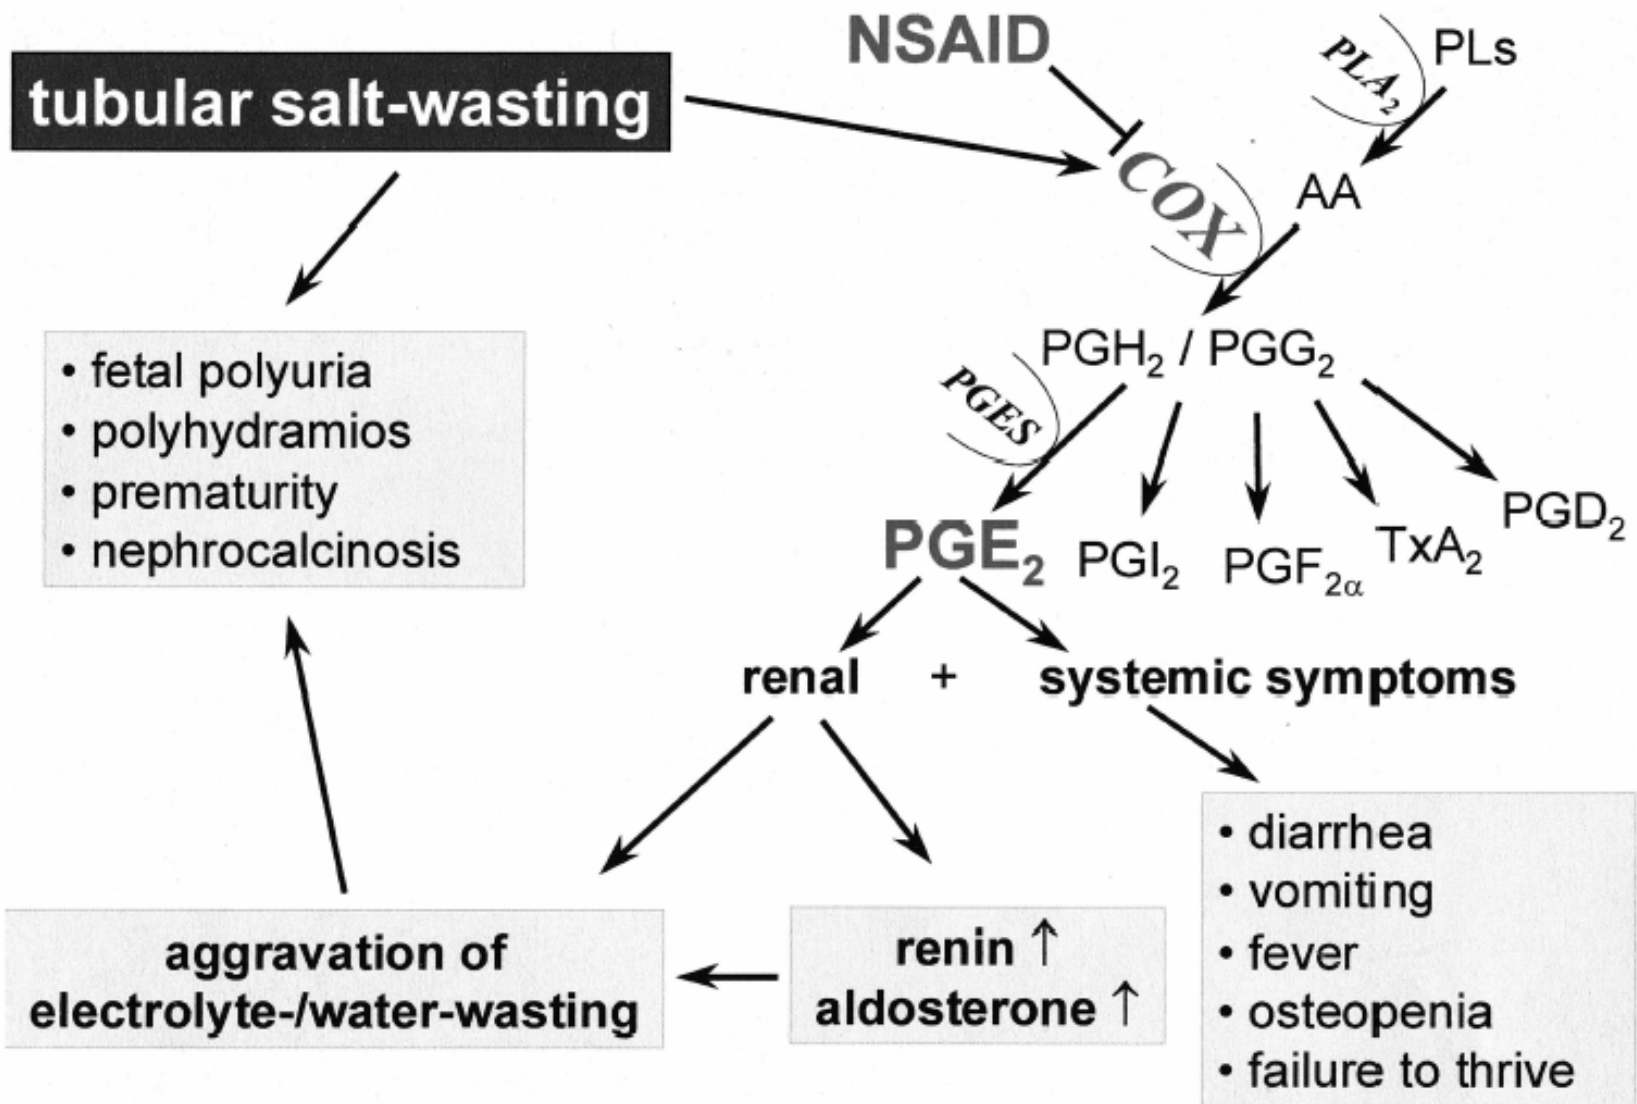 NSAID
PLs
PLA₂
tubular salt-wasting
COX
AA
PGH₂ / PGG₂
• fetal polyuria
• polyhydramios
• prematurity
• nephrocalcinosis
PGES
PGE₂
PGI₂
PGF₂α
TxA₂
PGD₂
renal + systemic symptoms
• diarrhea
• vomiting
• fever
• osteopenia
• failure to thrive
aggravation of
electrolyte-/water-wasting
renin ↑
aldosterone ↑